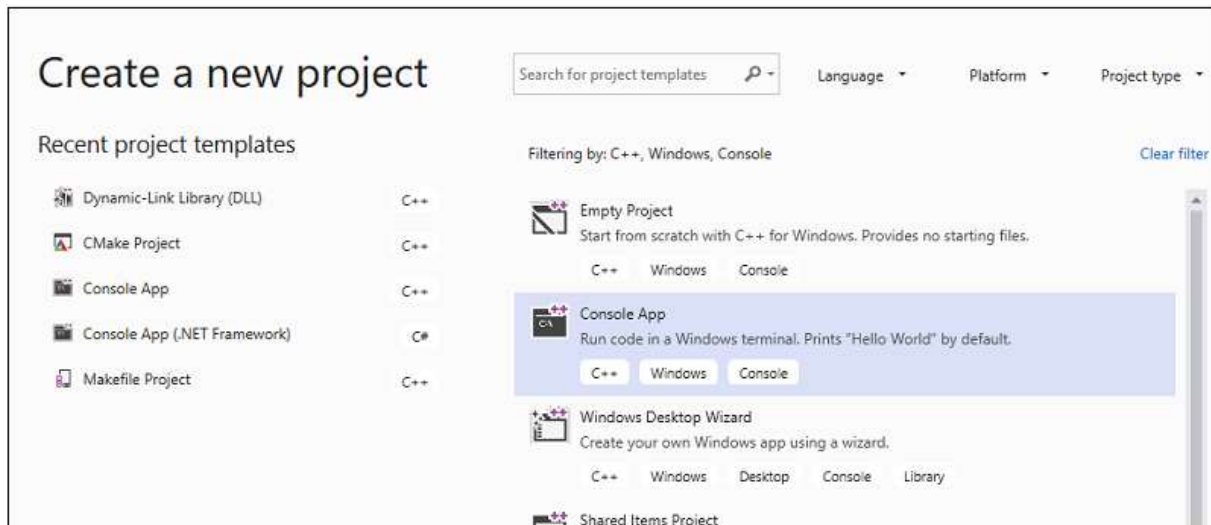 Create a new project
Search for project templates
Language
Platform
Project type
Recent project templates
Dynamic-Link Library (DLL) C++
CMake Project C++
Console App C++
Console App (.NET Framework) C#
Makefile Project C++
Filtering by: C++, Windows, Console
Clear filter
Empty Project
Start from scratch with C++ for Windows. Provides no starting files.
C++ Windows Console
Console App
Run code in a Windows terminal. Prints "Hello World" by default.
C++ Windows Console
Windows Desktop Wizard
Create your own Windows app using a wizard.
C++ Windows Desktop Console Library
Shared Items Project